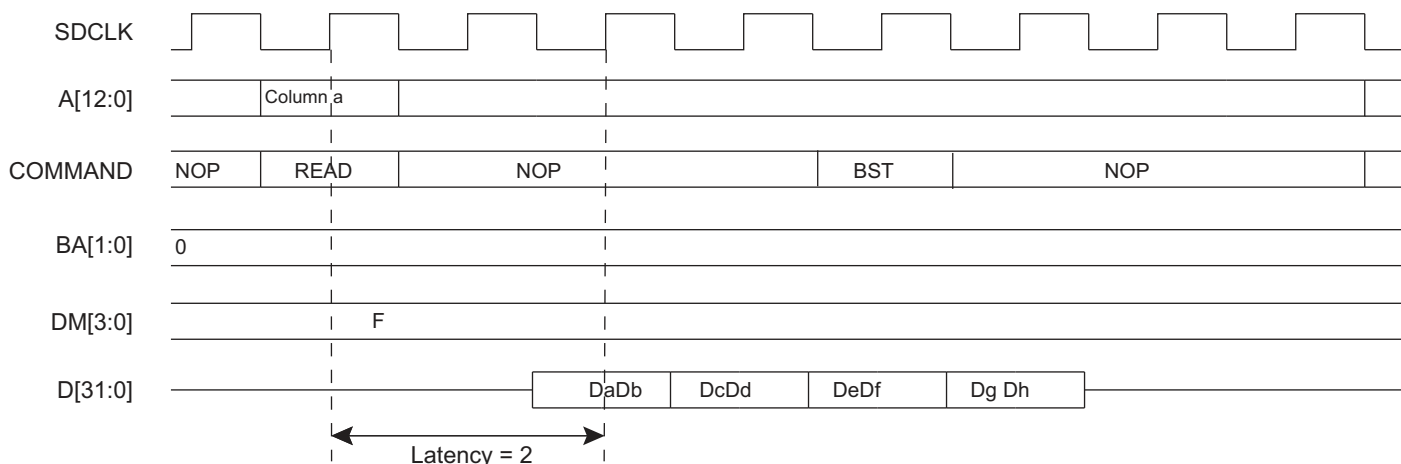 SDCLK
A[12:0] Column a
COMMAND NOP READ NOP BST NOP
BA[1:0] 0
DM[3:0] F
D[31:0] DaDb DcDd DeDf Dg Dh
Latency = 2